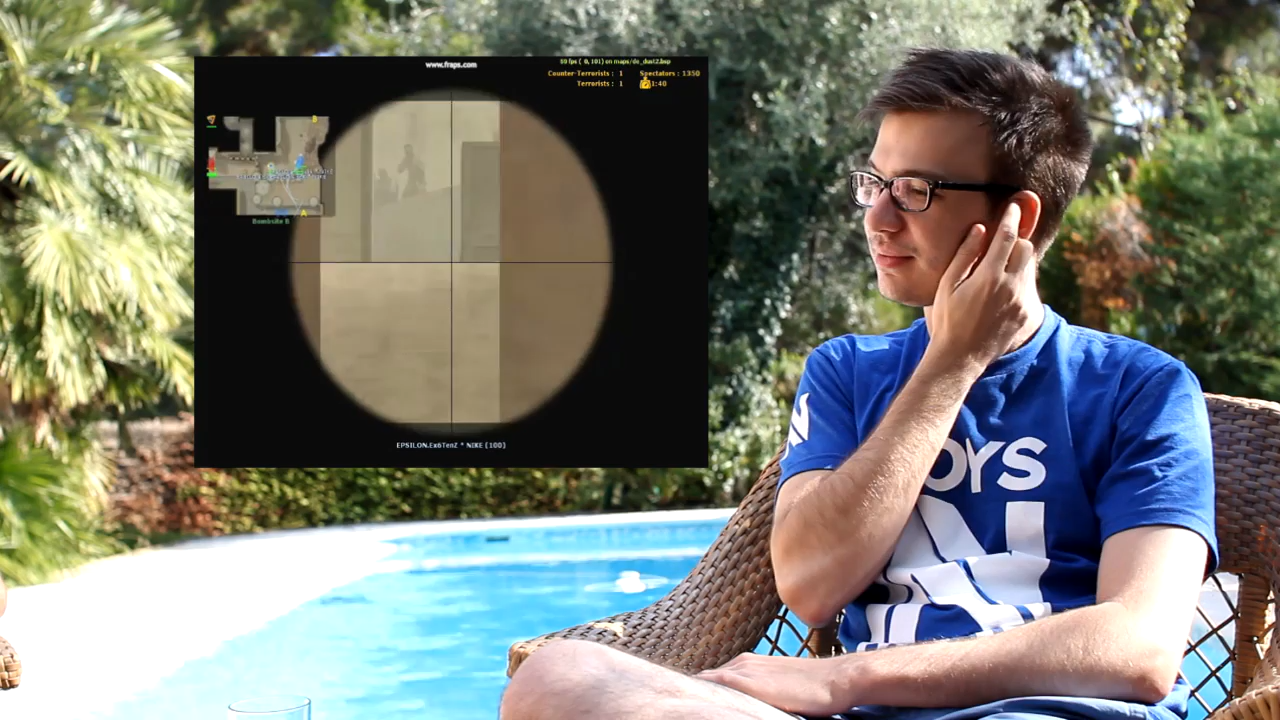 www.fraps.com
59 fps ( 0, 101) on maps/de_dust2.bsp
Counter-Terrorists : 1 Spectators : 1350
Terrorists : 1 1:40
B
A
Bombsite B
EPSILON.Ex6TenZ * NIKE (100)
OYS
N